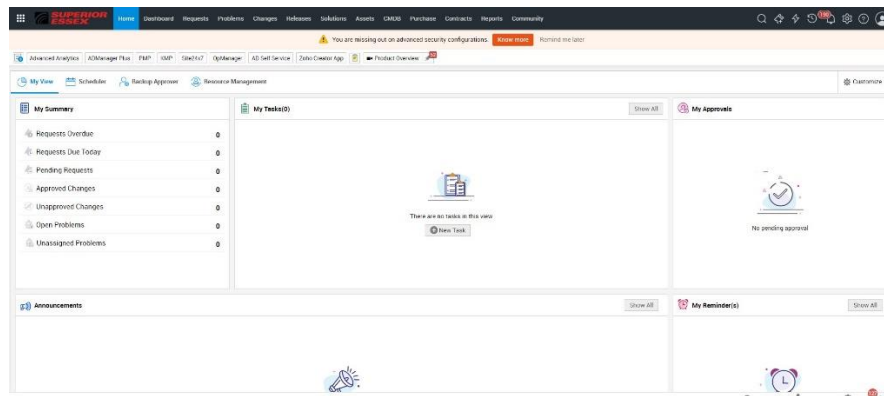 SUPERIOR ESSEX
Home Dashboard Requests Problems Changes Releases Solutions Assets CMDB Purchase Contracts Reports Community
You are missing out on advanced security configurations. Know more Remind me later
Advanced Analytics ADManager Plus PMP KMP Site24x7 OpManager AD Self Service Zoho Creator App Product Overview
My View Scheduler Backup Approver Resource Management Customize
My Summary
Requests Overdue 0
Requests Due Today 0
Pending Requests 0
Approved Changes 0
Unapproved Changes 0
Open Problems 0
Unassigned Problems 0
My Tasks(0) Show All
There are no tasks in this view
New Task
My Approvals
No pending approval
Announcements Show All
My Reminder(s) Show All